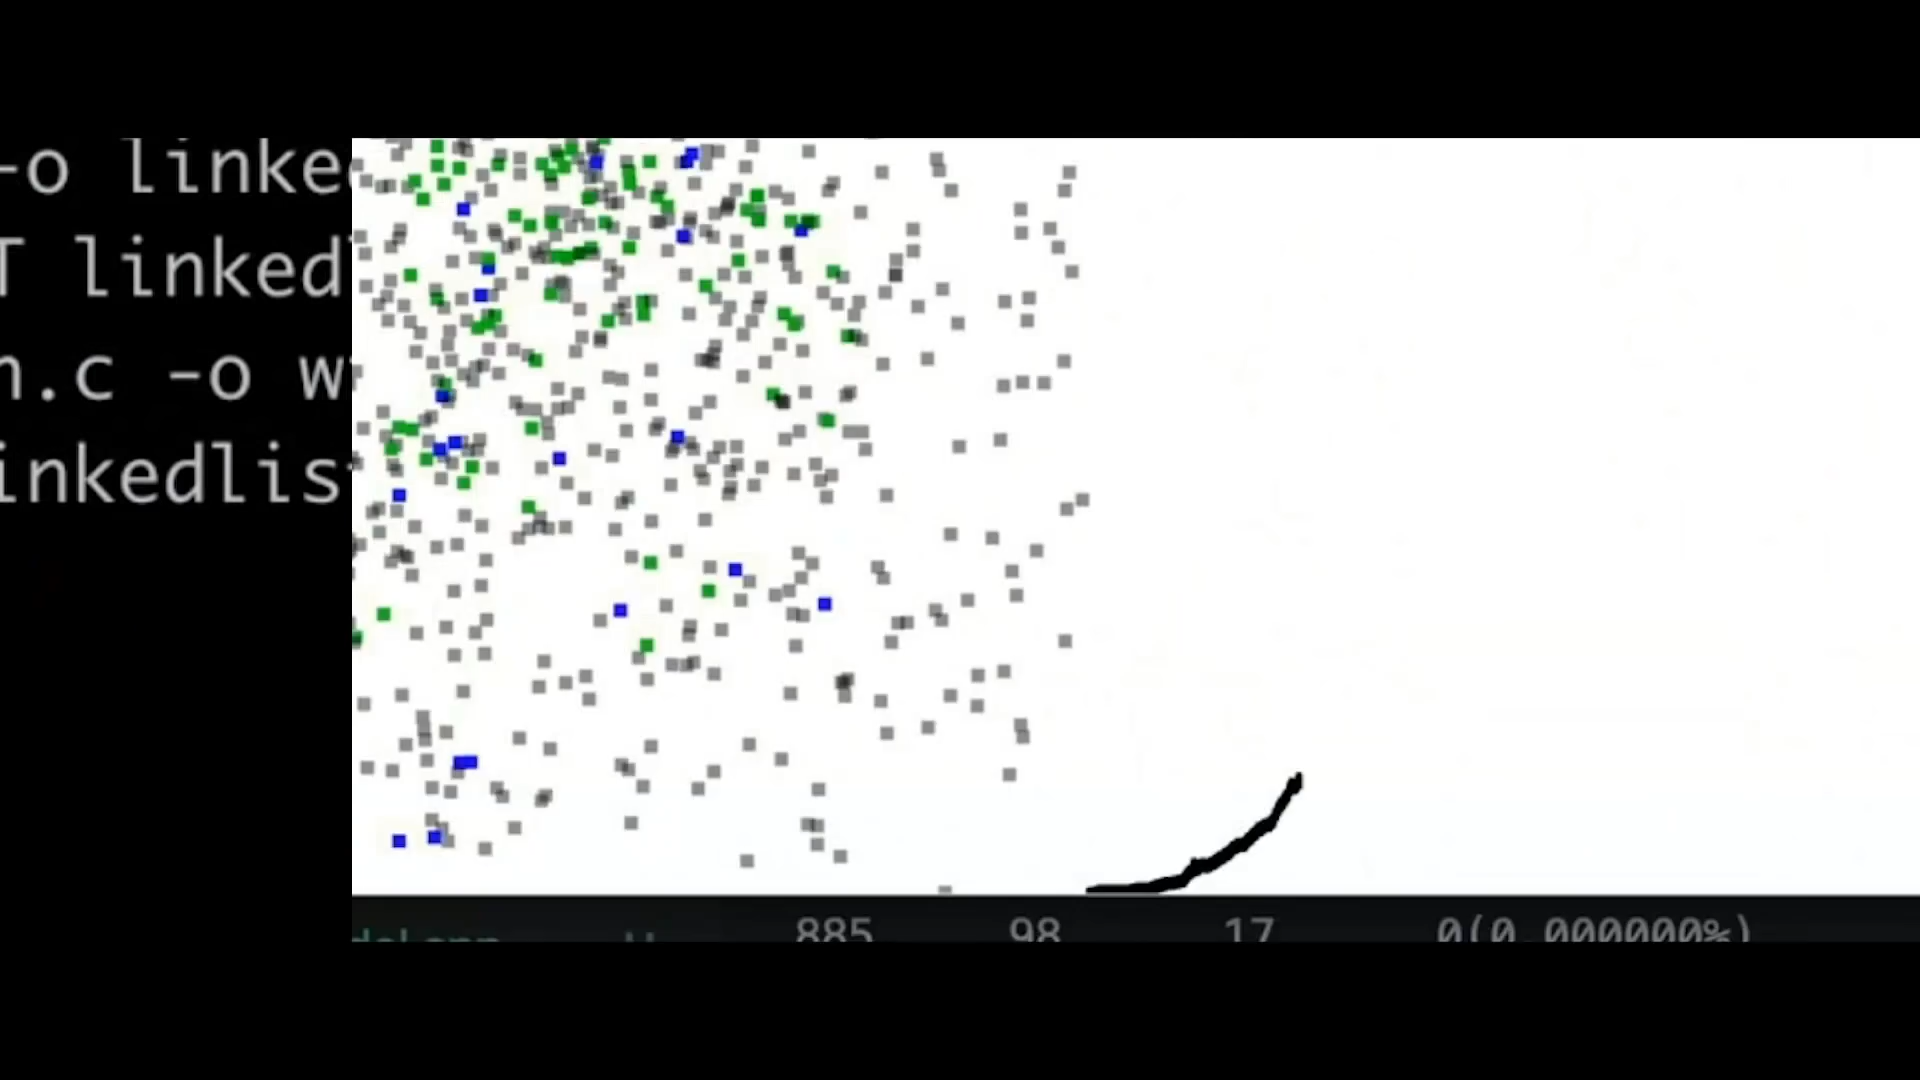 -o linke
T linked
.c -o w
inkedlis
885 98 17 0(0.000000%)